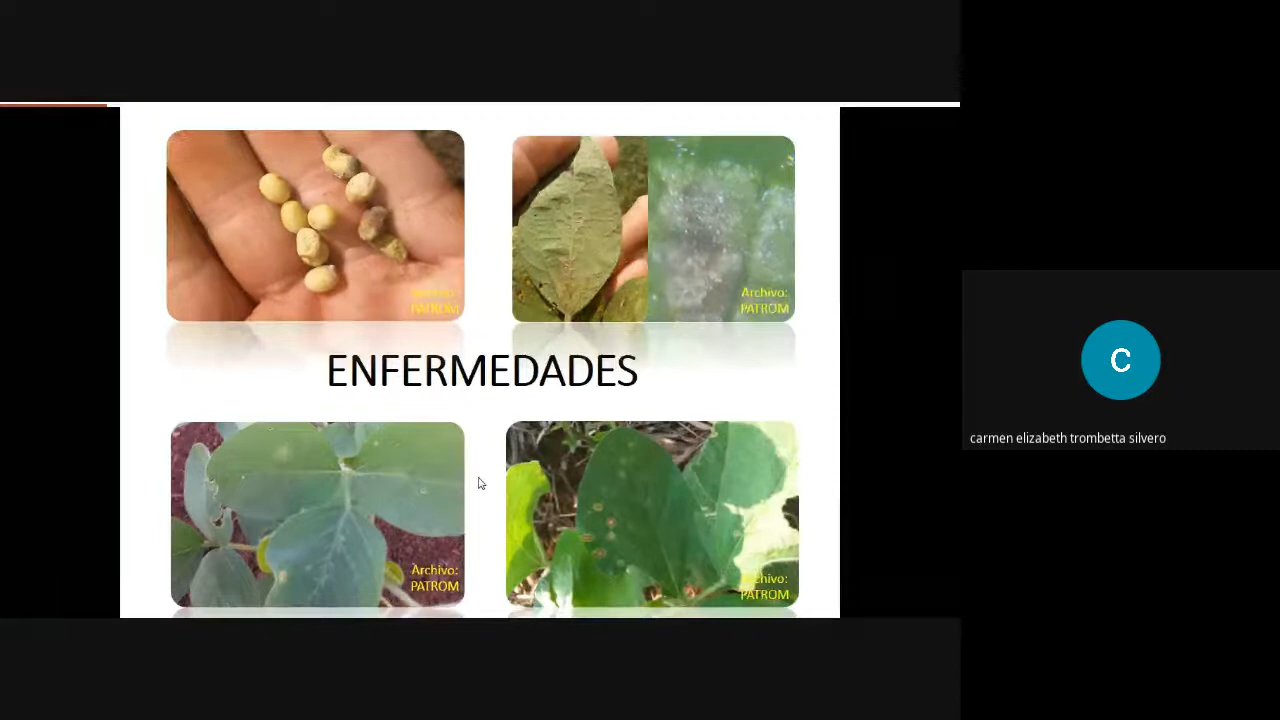 Archivo:
PATROM
Archivo:
PATROM
ENFERMEDADES
Archivo:
PATROM
Archivo:
PATROM
C
carmen elizabeth trombetta silvero